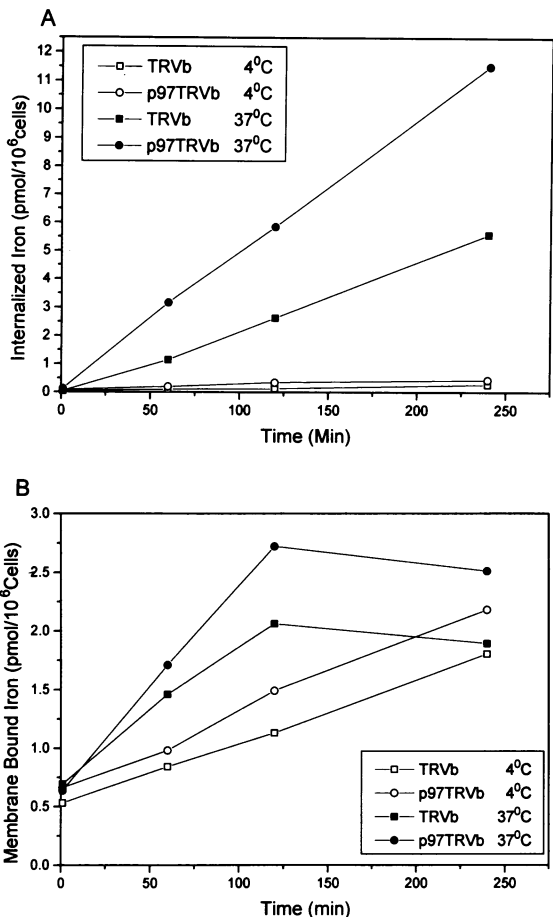 A
Internalized Iron (pmol/10⁶cells)
12
11
10
9
8
7
6
5
4
3
2
1
0
TRVb 4⁰C
p97TRVb 4⁰C
TRVb 37⁰C
p97TRVb 37⁰C
0 50 100 150 200 250
Time (Min)
B
Membrane Bound Iron (pmol/10⁶Cells)
3.0
2.5
2.0
1.5
1.0
0.5
0.0
TRVb 4⁰C
p97TRVb 4⁰C
TRVb 37⁰C
p97TRVb 37⁰C
0 50 100 150 200 250
Time (min)